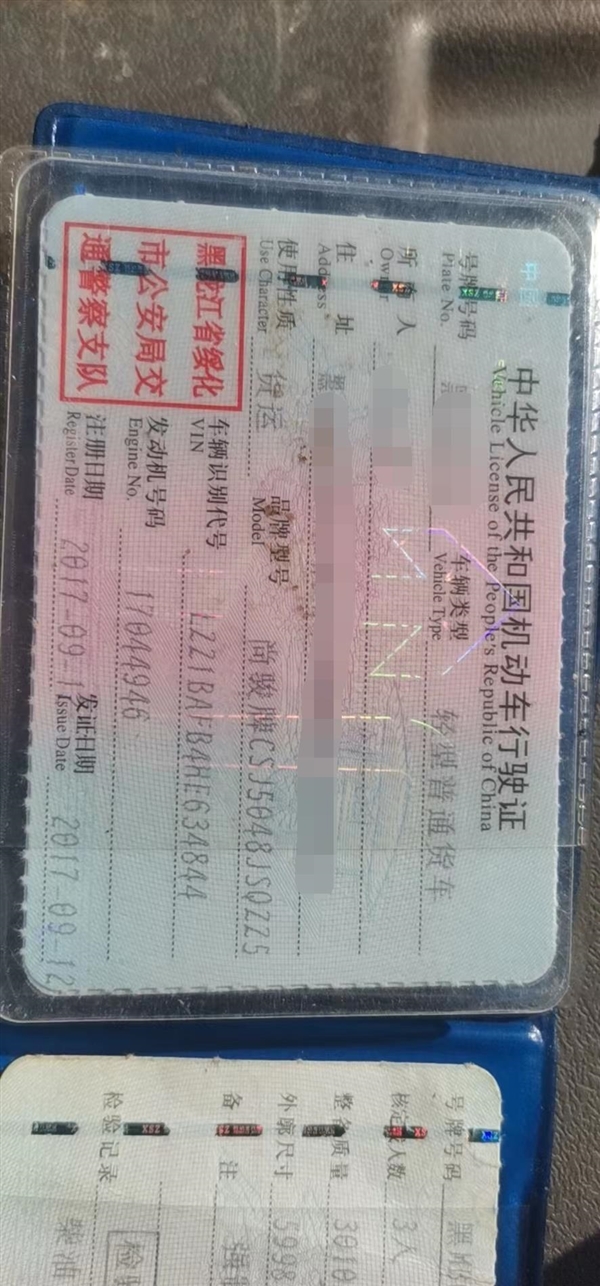 中华人民共和国机动车行驶证
Vehicle License of the People's Republic of China
号牌号码
Plate No.
车辆类型
Vehicle Type
轻型普通货车
所有人
Owner
住址
Address
使用性质
Use Character
货运
品牌型号
Model
尚骏牌CSJ5048JSQZZ5
黑龙江省绥化
市公安局交
通警察支队
车辆识别代号
VIN
LZZ1BAFB4HE634844
发动机号码
Engine No.
17044946
注册日期
Register Date
2017-09-1
发证日期
Issue Date
2017-09-12
号牌号码
黑
核定载人数
3人
整备质量
3010
外廓尺寸
5998
备注
检验记录
柴油